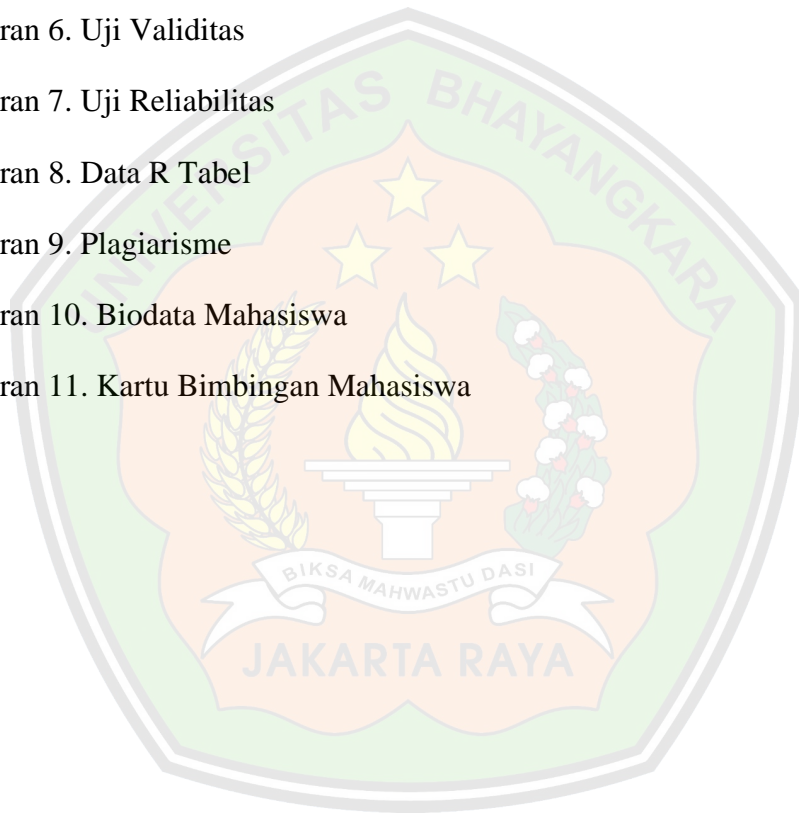 ran 6. Uji Validitas
ran 7. Uji Reliabilitas
ran 8. Data R Tabel
ran 9. Plagiarisme
ran 10. Biodata Mahasiswa
ran 11. Kartu Bimbingan Mahasiswa
UNIVERSITAS BHAYANGKARA
BIKSA MAHWASTU DASI
JAKARTA RAYA